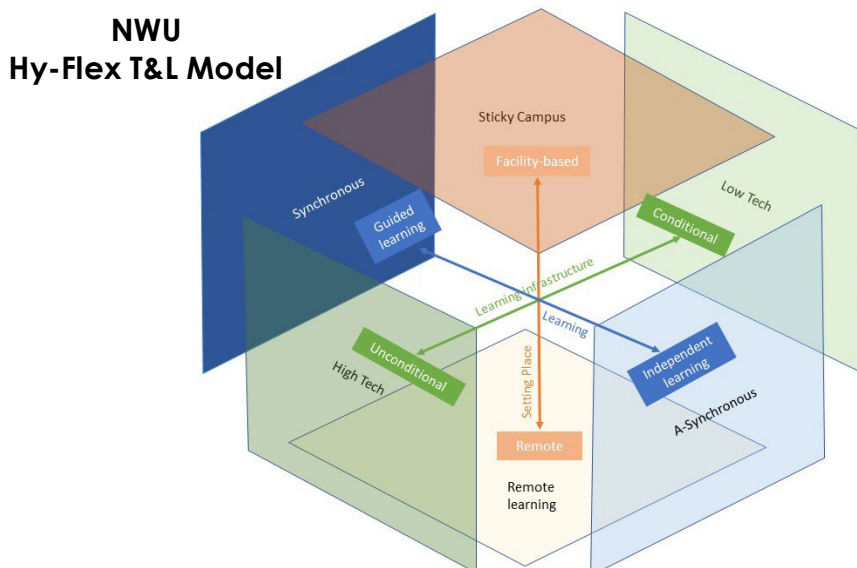 NWU
Hy-Flex T&L Model
Sticky Campus
Facility-based
Synchronous
Low Tech
Guided
learning
Conditional
Learning infrastructure
Learning
Unconditional
High Tech
Setting Place
Independent
learning
A-Synchronous
Remote
Remote
learning